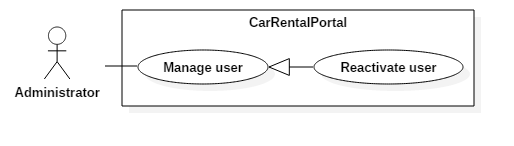 CarRentalPortal
Manage user
Reactivate user
Administrator